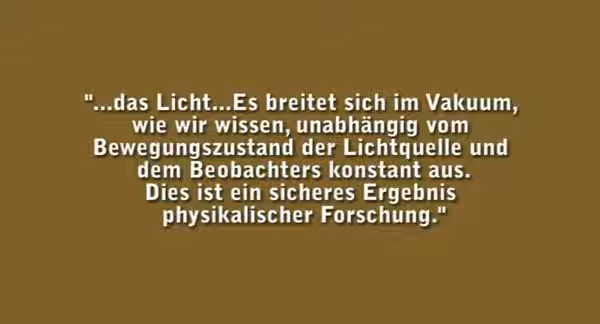 "...das Licht...Es breitet sich im Vakuum,
wie wir wissen, unabhängig vom
Bewegungszustand der Lichtquelle und
dem Beobachters konstant aus.
Dies ist ein sicheres Ergebnis
physikalischer Forschung."